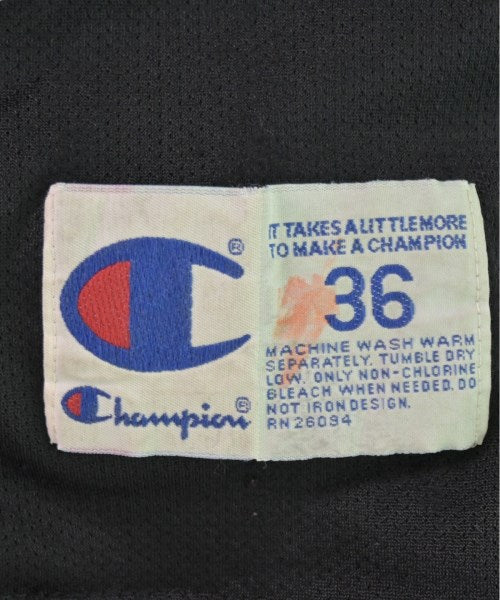 ®
Champion®
IT TAKES A LITTLE MORE
TO MAKE A CHAMPION
36
MACHINE WASH WARM
SEPARATELY. TUMBLE DRY
LOW. ONLY NON-CHLORINE
BLEACH WHEN NEEDED. DO
NOT IRON DESIGN.
RN 26094